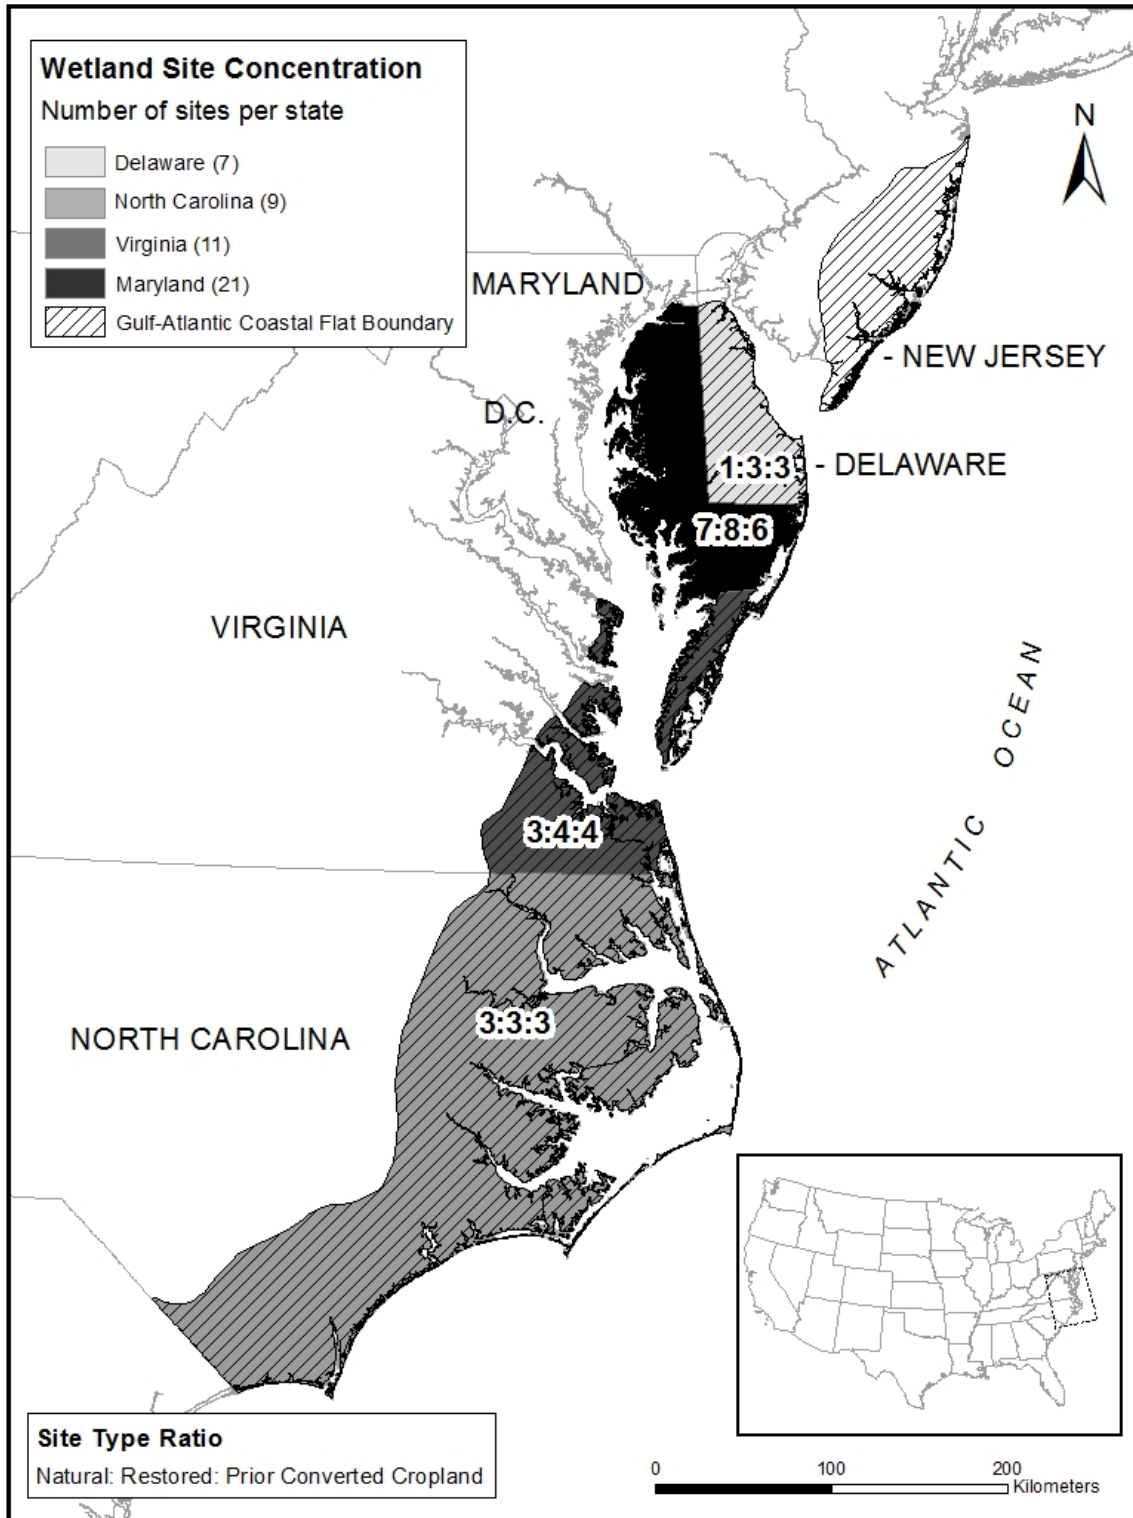 Wetland Site Concentration
Number of sites per state
Delaware (7)
North Carolina (9)
Virginia (11)
Maryland (21)
Gulf-Atlantic Coastal Flat Boundary
N
MARYLAND
- NEW JERSEY
D.C.
1:3:3
- DELAWARE
7:8:6
VIRGINIA
ATLANTIC OCEAN
3:4:4
3:3:3
NORTH CAROLINA
Site Type Ratio
Natural: Restored: Prior Converted Cropland
0 100 200
Kilometers